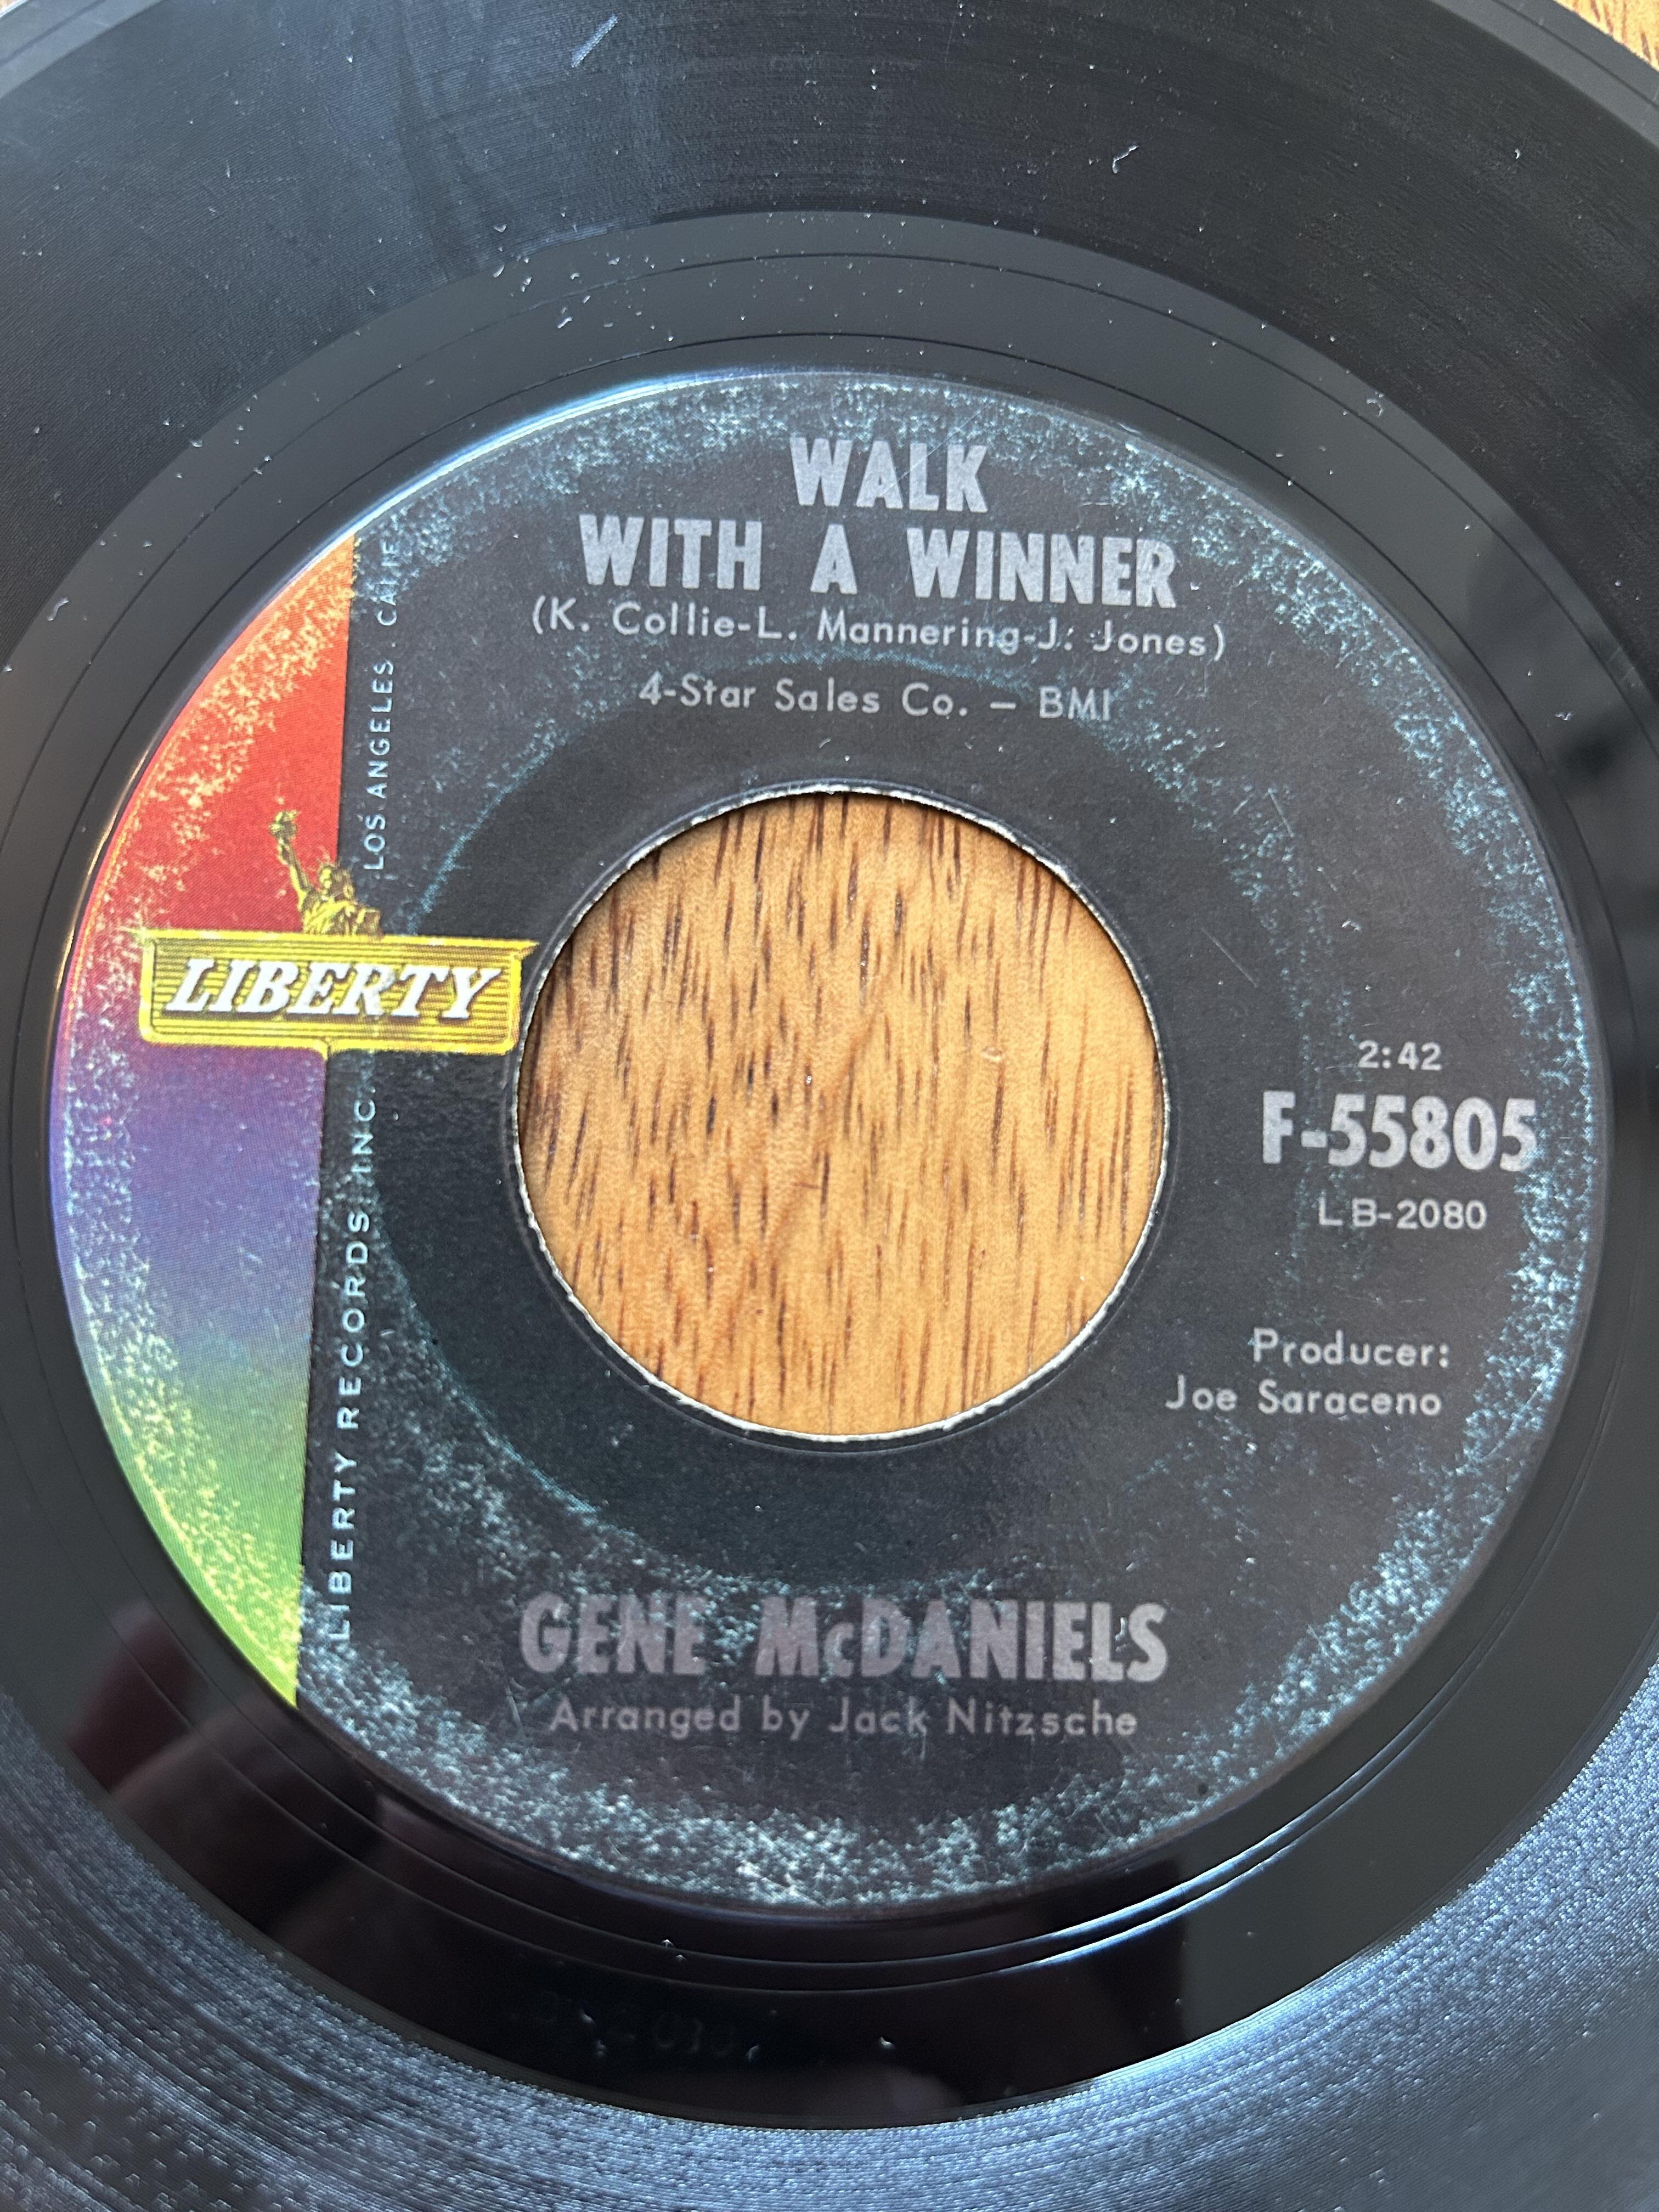 WALK
WITH A WINNER
(K. Collie-L. Mannering-J. Jones)
4-Star Sales Co. — BMI
LIBERTY
LIBERTY RECORDS INC. LOS ANGELES . CALIF.
2:42
F-55805
LB-2080
Producer:
Joe Saraceno
GENE McDANIELS
Arranged by Jack Nitzsche